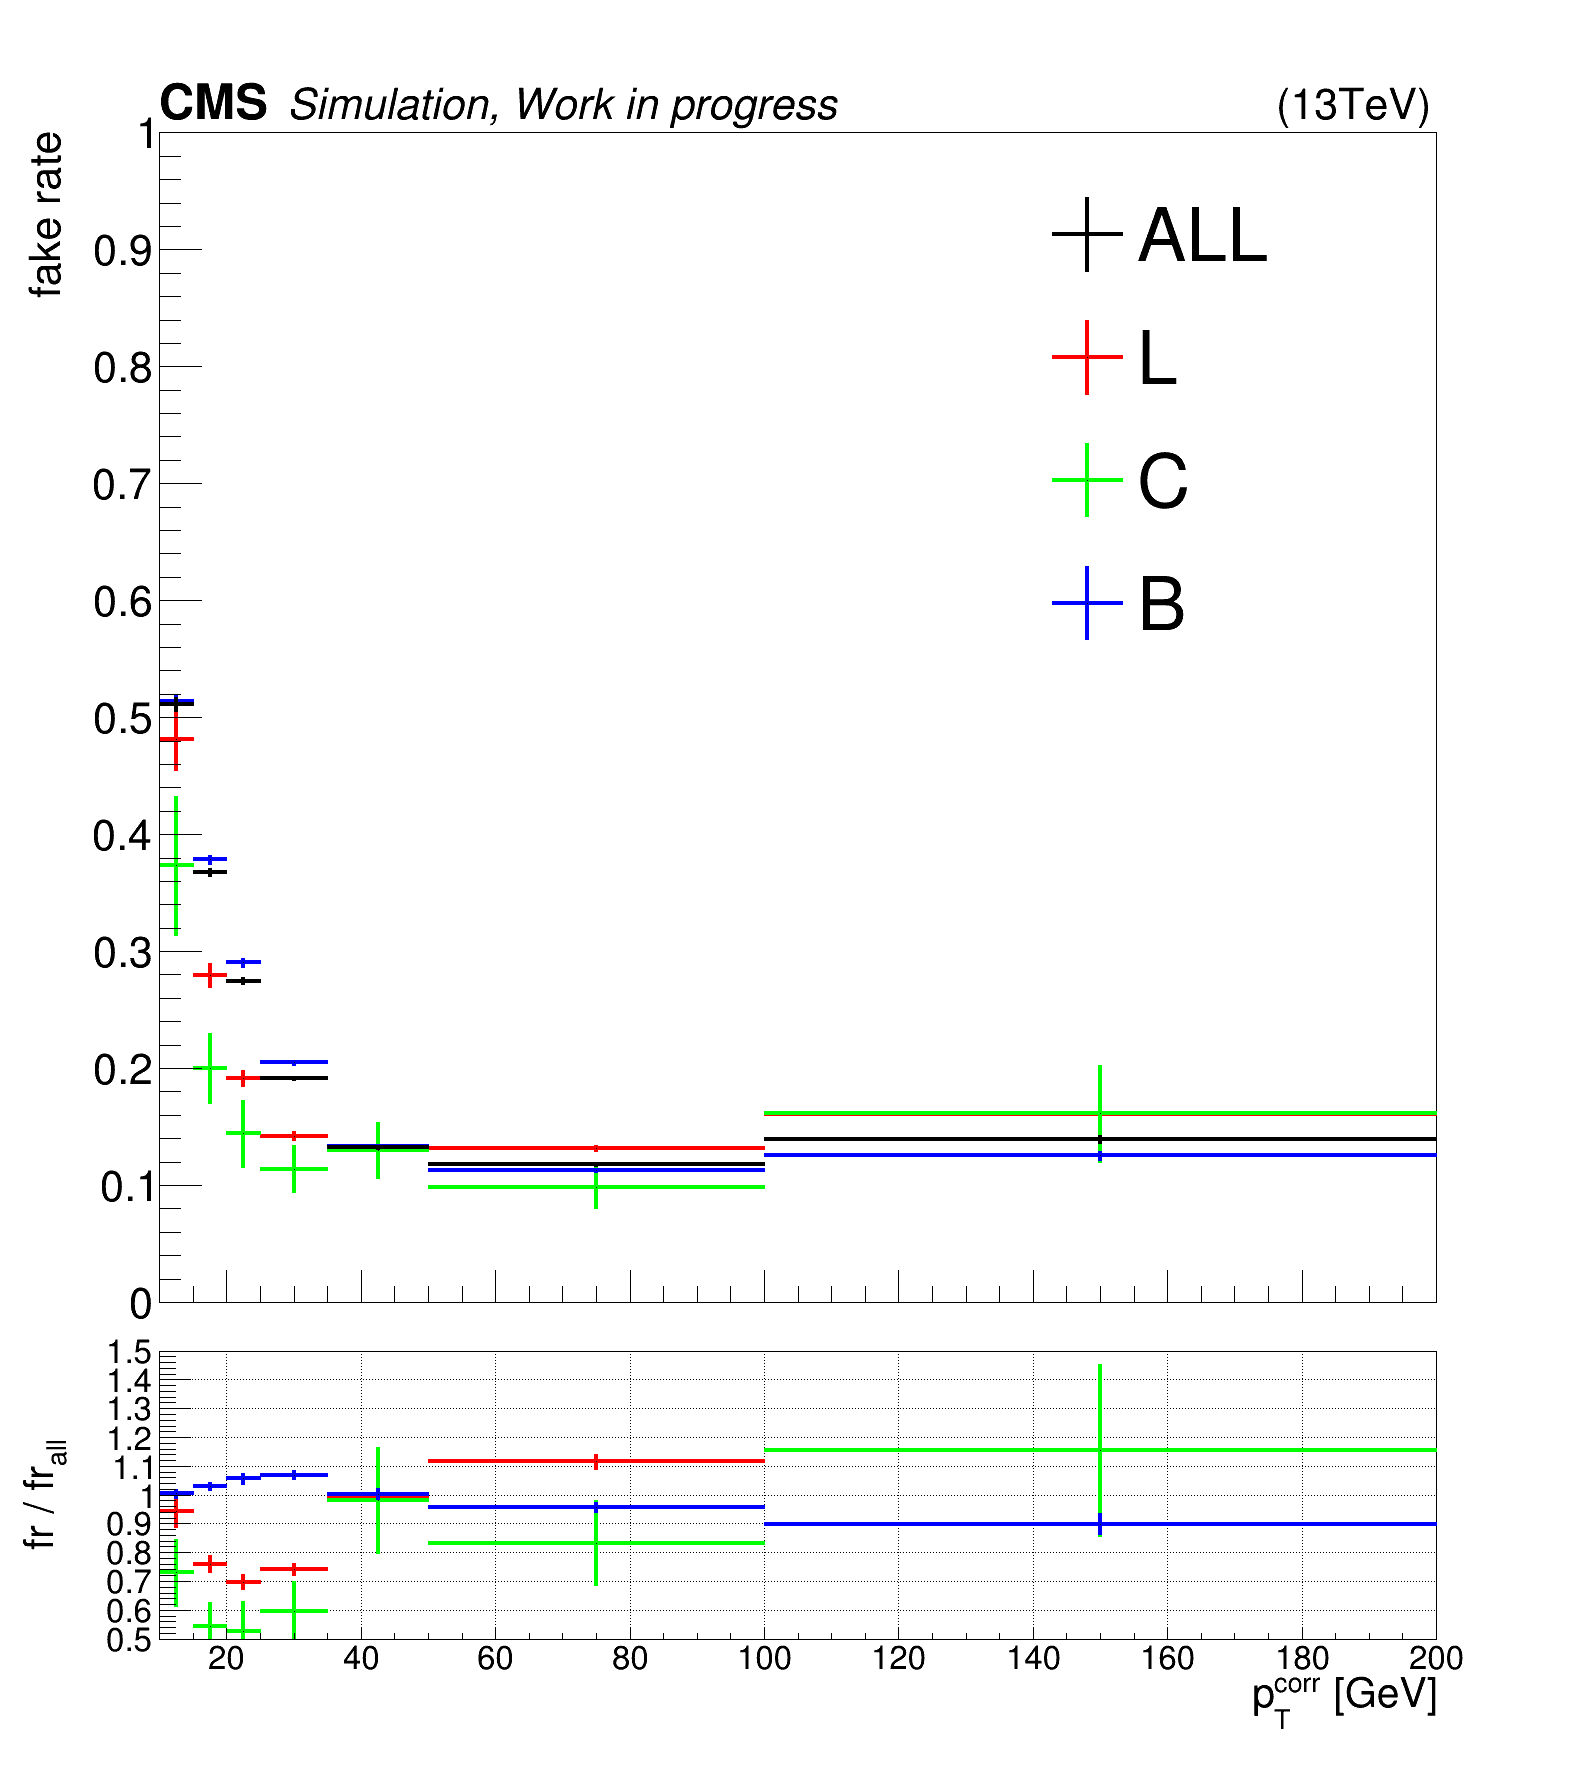 CMS Simulation, Work in progress (13TeV)
fake rate
1
0.9
0.8
0.7
0.6
0.5
0.4
0.3
0.2
0.1
0
ALL
L
C
B
fr / fr_all
1.5
1.4
1.3
1.2
1.1
1
0.9
0.8
0.7
0.6
0.5
20 40 60 80 100 120 140 160 180 200
p_T^corr [GeV]